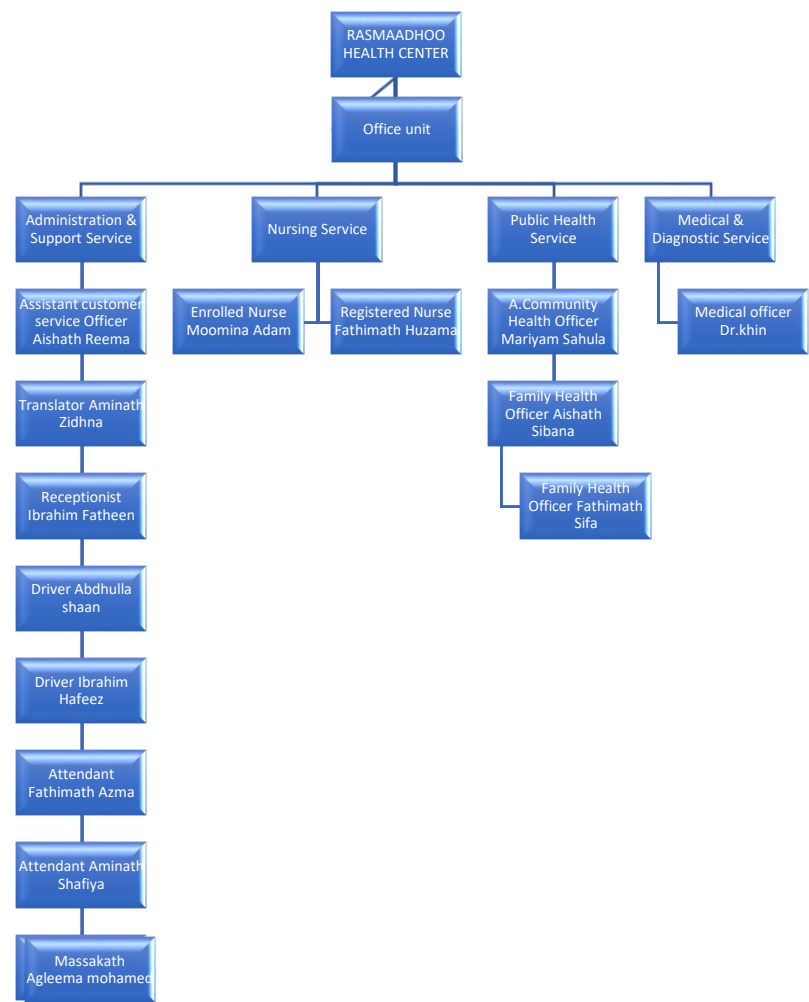 RASMAADHOO
HEALTH CENTER
Office unit
Administration &
Support Service
Nursing Service
Public Health
Service
Medical &
Diagnostic Service
Assistant customer
service Officer
Aishath Reema
Enrolled Nurse
Moomina Adam
Registered Nurse
Fathimath Huzama
A.Community
Health Officer
Mariyam Sahula
Medical officer
Dr.khin
Translator Aminath
Zidhna
Family Health
Officer Aishath
Sibana
Receptionist
Ibrahim Fatheen
Family Health
Officer Fathimath
Sifa
Driver Abdhulla
shaan
Driver Ibrahim
Hafeez
Attendant
Fathimath Azma
Attendant Aminath
Shafiya
Massakath
Agleema mohamed